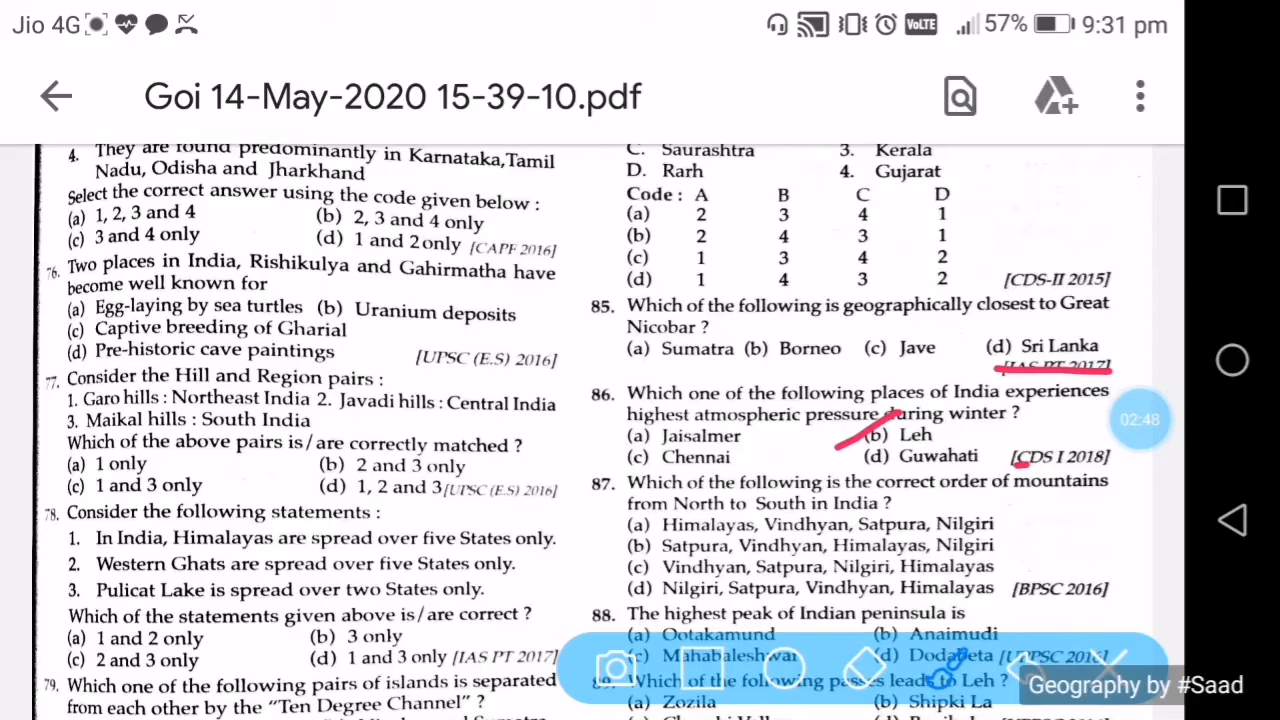 Jio 4G VoLTE 57% 9:31 pm
Goi 14-May-2020 15-39-10.pdf
4. They are found predominantly in Karnataka,Tamil
Nadu, Odisha and Jharkhand
Select the correct answer using the code given below :
(a) 1, 2, 3 and 4 (b) 2, 3 and 4 only
(c) 3 and 4 only (d) 1 and 2 only [CAPF 2016]
76. Two places in India, Rishikulya and Gahirmatha have
become well known for
(a) Egg-laying by sea turtles (b) Uranium deposits
(c) Captive breeding of Gharial
(d) Pre-historic cave paintings [UPSC (E.S) 2016]
77. Consider the Hill and Region pairs :
1. Garo hills : Northeast India 2. Javadi hills : Central India
3. Maikal hills : South India
Which of the above pairs is/are correctly matched ?
(a) 1 only (b) 2 and 3 only
(c) 1 and 3 only (d) 1, 2 and 3 [UPSC (E.S) 2016]
78. Consider the following statements :
1. In India, Himalayas are spread over five States only.
2. Western Ghats are spread over five States only.
3. Pulicat Lake is spread over two States only.
Which of the statements given above is/are correct ?
(a) 1 and 2 only (b) 3 only
(c) 2 and 3 only (d) 1 and 3 only [IAS PT 2017]
79. Which one of the following pairs of islands is separated
from each other by the "Ten Degree Channel" ?
C. Saurashtra 3. Kerala
D. Rarh 4. Gujarat
Code : A B C D
(a) 2 3 4 1
(b) 2 4 3 1
(c) 1 3 4 2
(d) 1 4 3 2 [CDS-II 2015]
85. Which of the following is geographically closest to Great
Nicobar ?
(a) Sumatra (b) Borneo (c) Jave (d) Sri Lanka
[IAS PT 2017]
86. Which one of the following places of India experiences
highest atmospheric pressure during winter ?
(a) Jaisalmer (b) Leh
(c) Chennai (d) Guwahati [CDS I 2018]
02:48
87. Which of the following is the correct order of mountains
from North to South in India ?
(a) Himalayas, Vindhyan, Satpura, Nilgiri
(b) Satpura, Vindhyan, Himalayas, Nilgiri
(c) Vindhyan, Satpura, Nilgiri, Himalayas
(d) Nilgiri, Satpura, Vindhyan, Himalayas [BPSC 2016]
88. The highest peak of Indian peninsula is
(a) Ootakamund (b) Anaimudi
(c) Mahabaleshwar (d) Dodabeta
89. Which of the following passes leads to Leh ?
(a) Zozila (b) Shipki La
Geography by #Saad